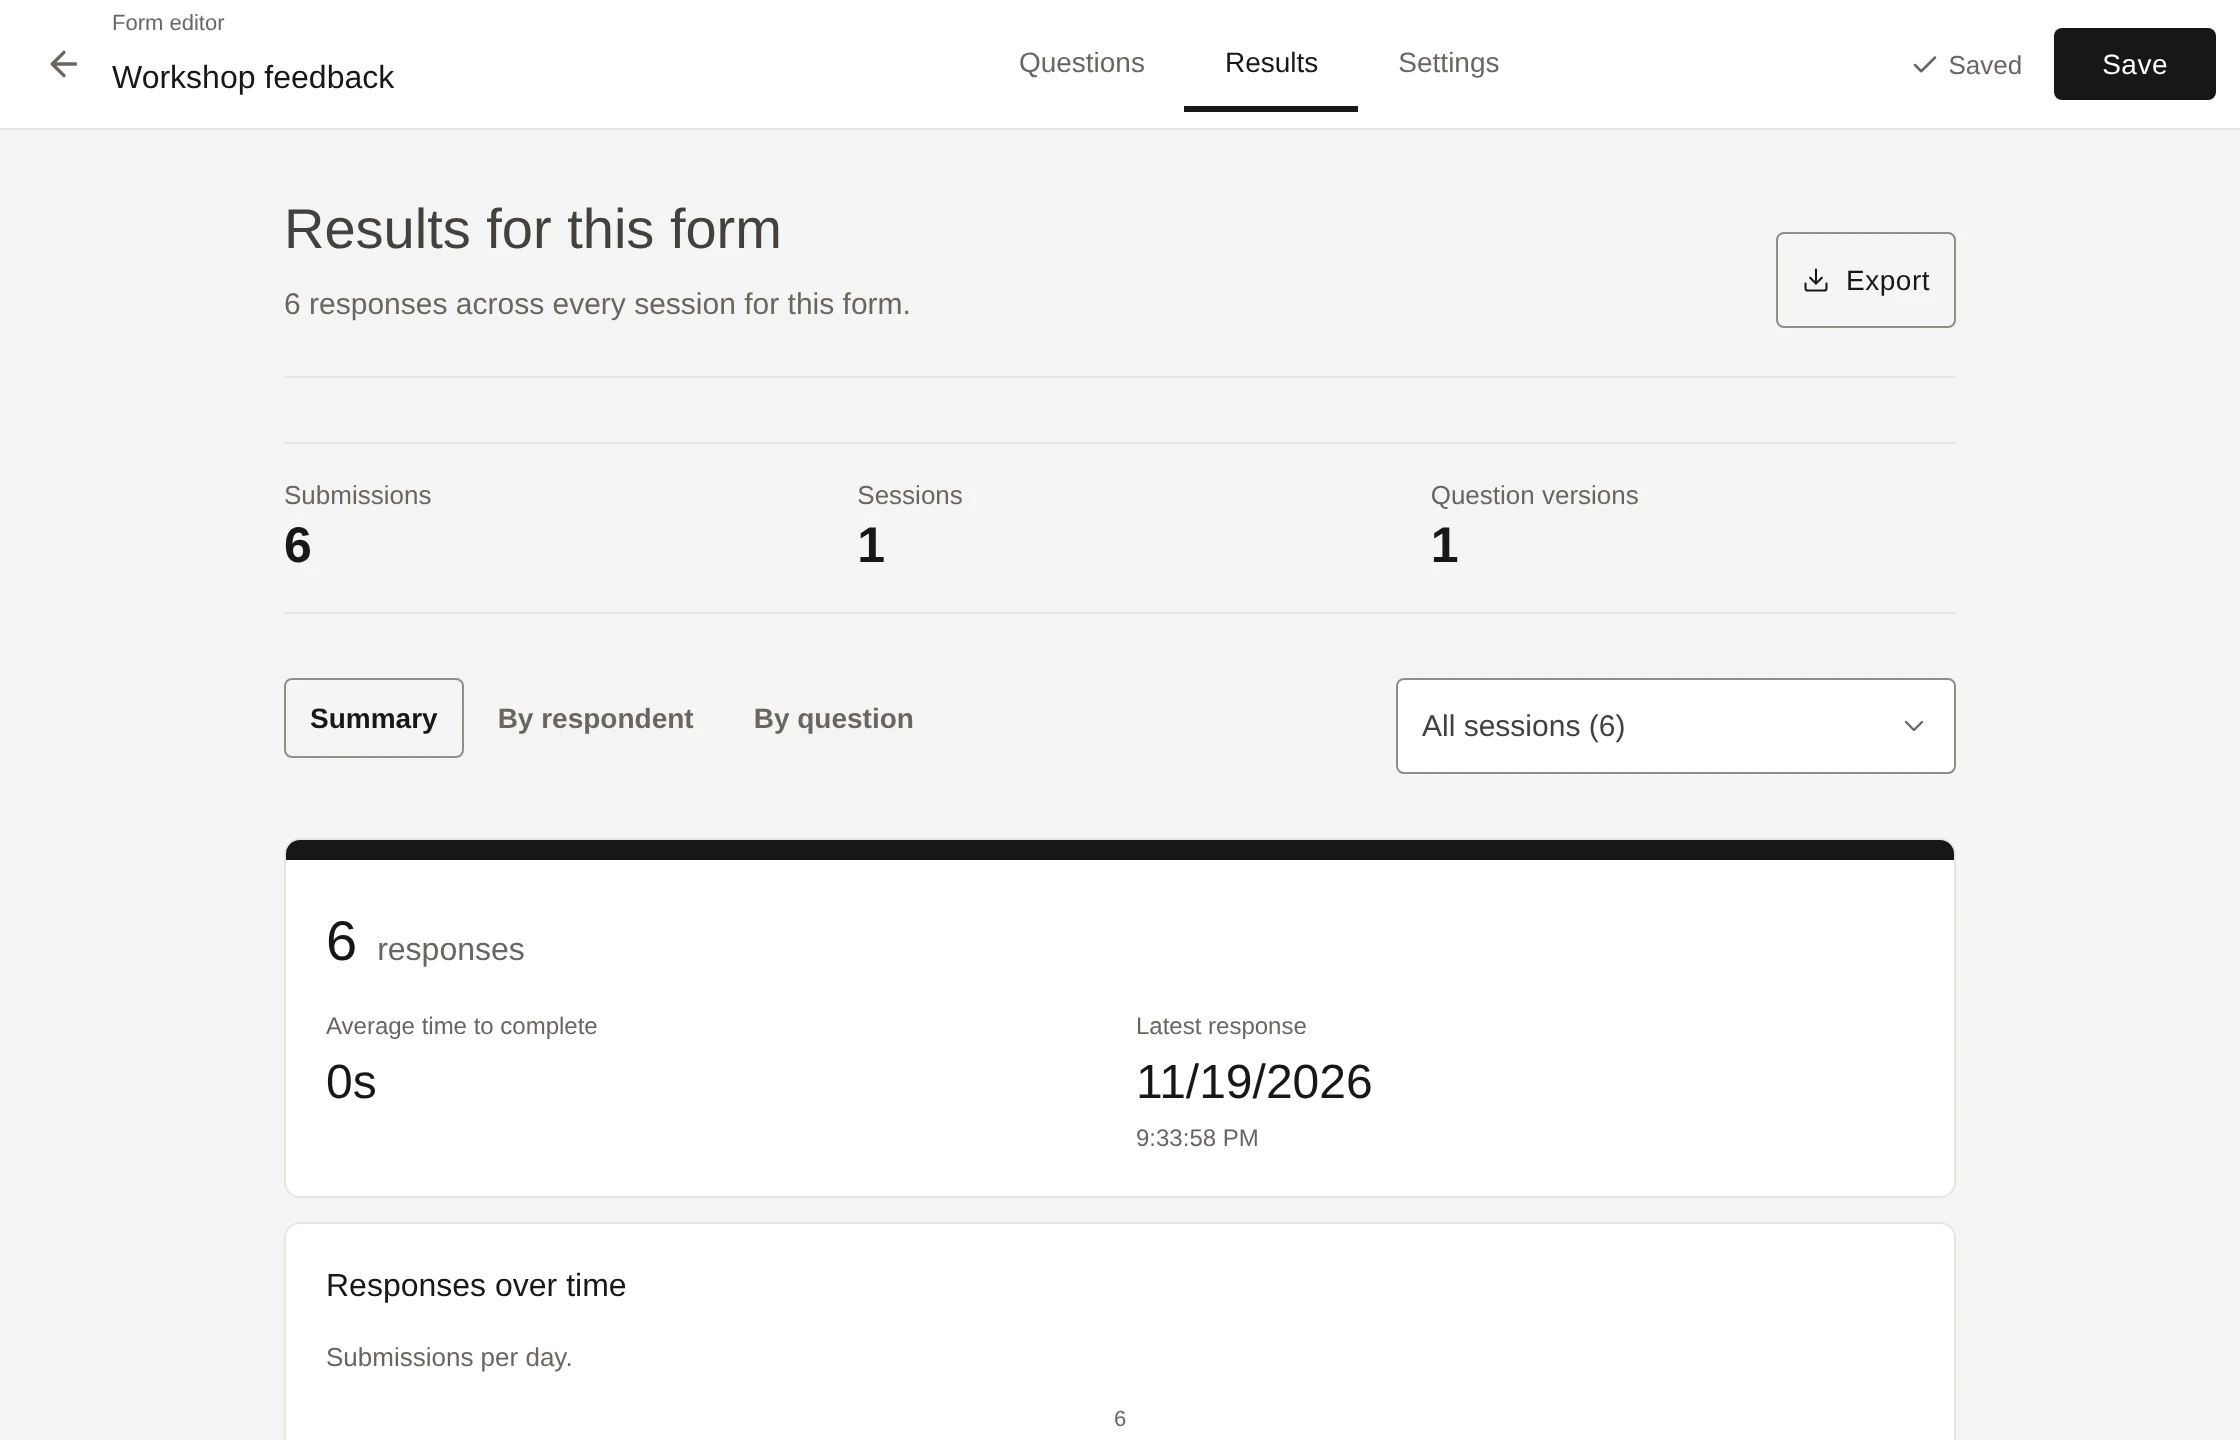 Form editor
Workshop feedback
Questions
Results
Settings
Saved
Save
Results for this form
6 responses across every session for this form.
Export
Submissions
6
Sessions
1
Question versions
1
Summary
By respondent
By question
All sessions (6)
6 responses
Average time to complete
0s
Latest response
11/19/2026
9:33:58 PM
Responses over time
Submissions per day.
6